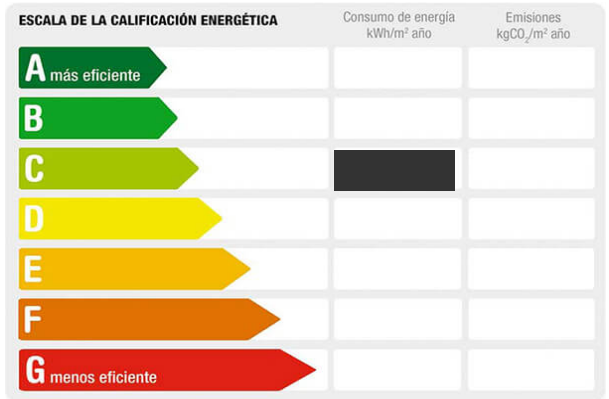 ESCALA DE LA CALIFICACIÓN ENERGÉTICA
Consumo de energía
kWh/m² año
Emisiones
kgCO₂/m² año
A más eficiente
B
C
D
E
F
G menos eficiente